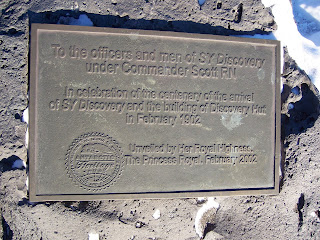 To the officers and men of SY Discovery
under Commander Scott RN
In celebration of the centenary of the arrival
of SY Discovery and the building of Discovery Hut
in February 1902
Unveiled by Her Royal Highness,
The Princess Royal, February 2002